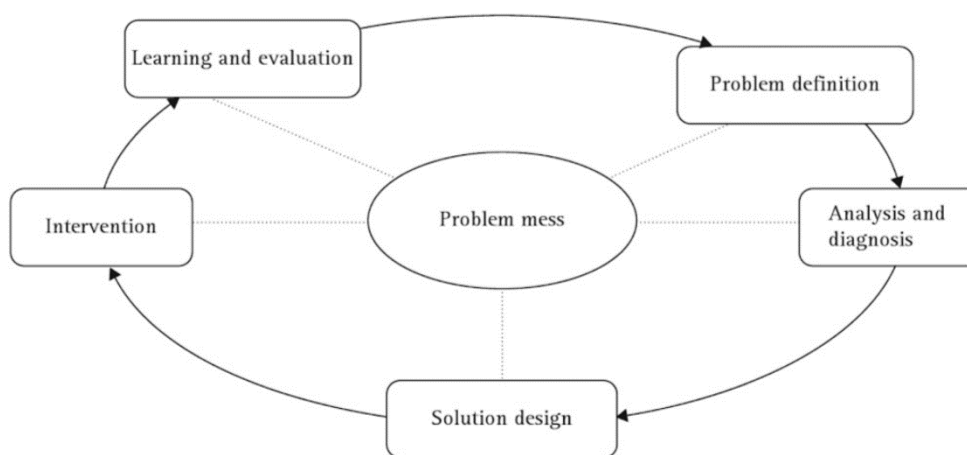 Learning and evaluation
Problem definition
Intervention
Problem mess
Analysis and
diagnosis
Solution design